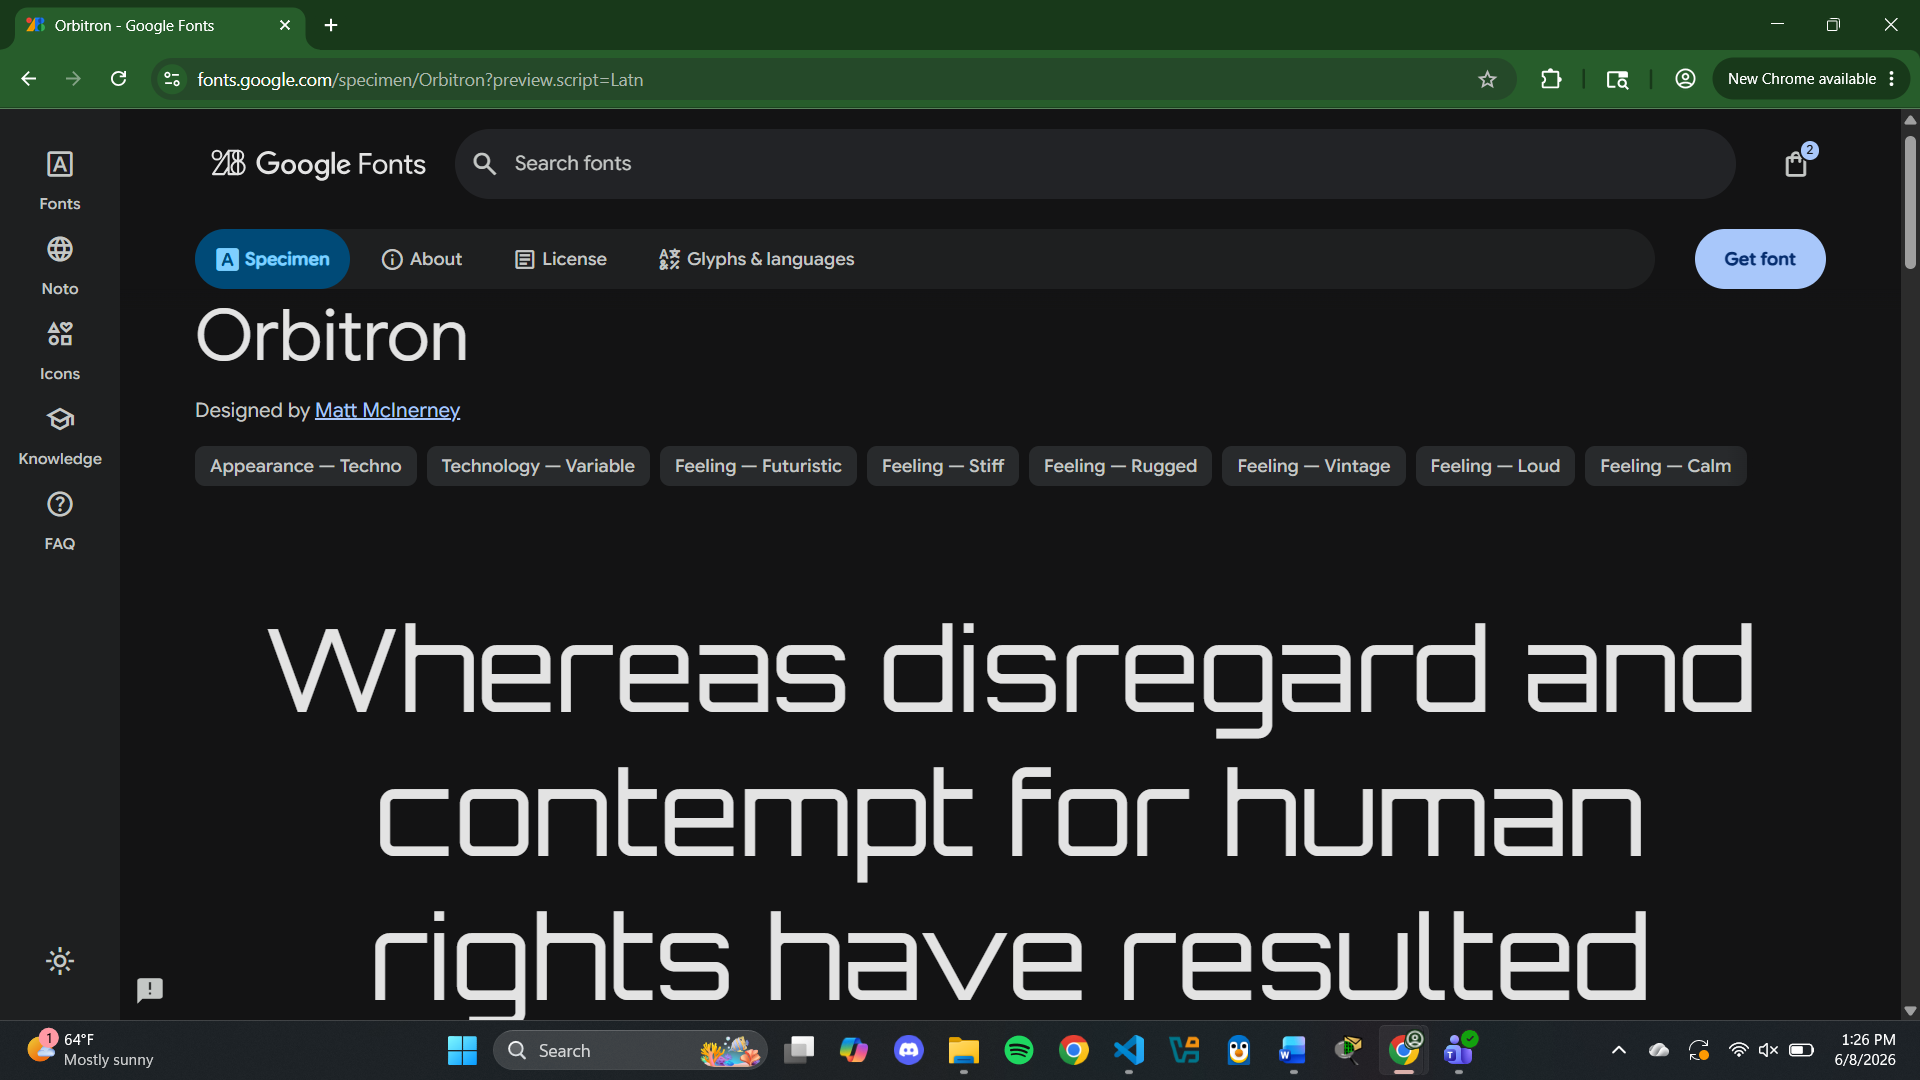 Orbitron - Google Fonts
fonts.google.com/specimen/Orbitron?preview.script=Latn
New Chrome available
Fonts
Noto
Icons
Knowledge
FAQ
Google Fonts
Search fonts
2
Specimen
About
License
Glyphs & languages
Get font
Orbitron
Designed by Matt McInerney
Appearance — Techno
Technology — Variable
Feeling — Futuristic
Feeling — Stiff
Feeling — Rugged
Feeling — Vintage
Feeling — Loud
Feeling — Calm
Whereas disregard and
contempt for human
rights have resulted
1
64°F
Mostly sunny
Search
1:26 PM
6/8/2026